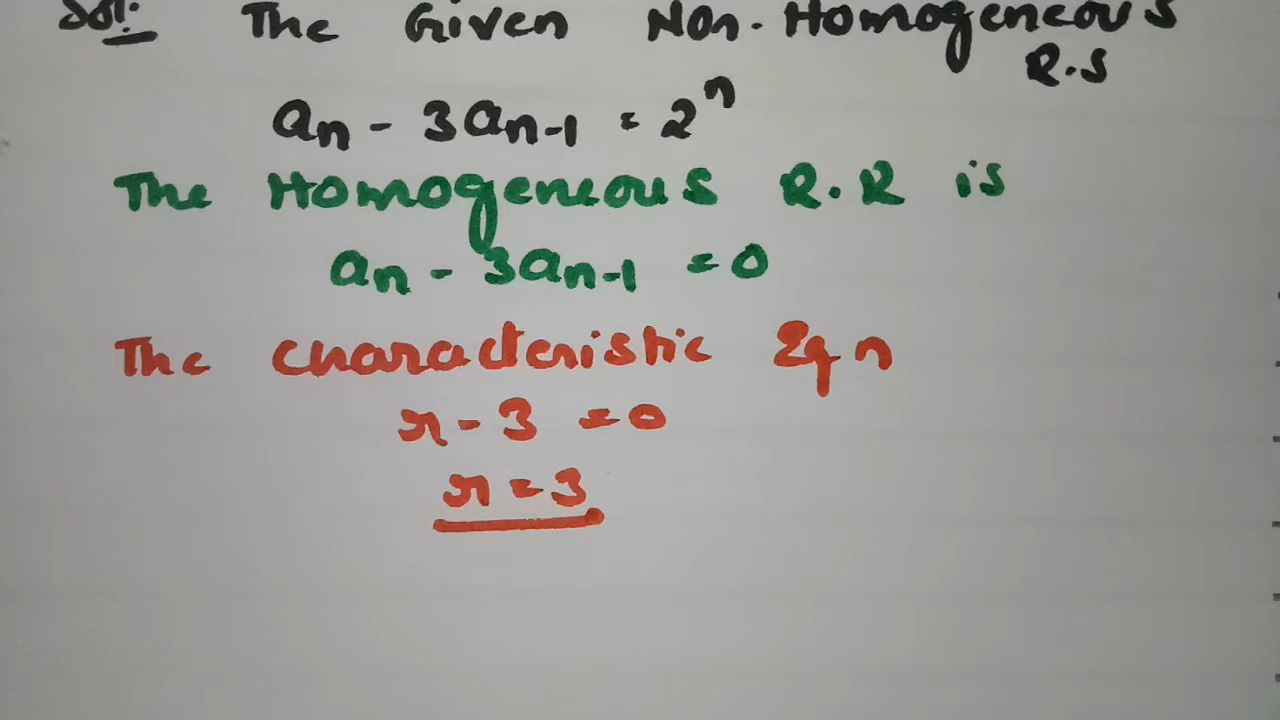 Sol:  The Given Non-Homogeneous
R.S
an - 3an-1 = 2^n
The Homogeneous R.R is
an - 3an-1 = 0
The characteristic Eqn
r - 3 = 0
r = 3